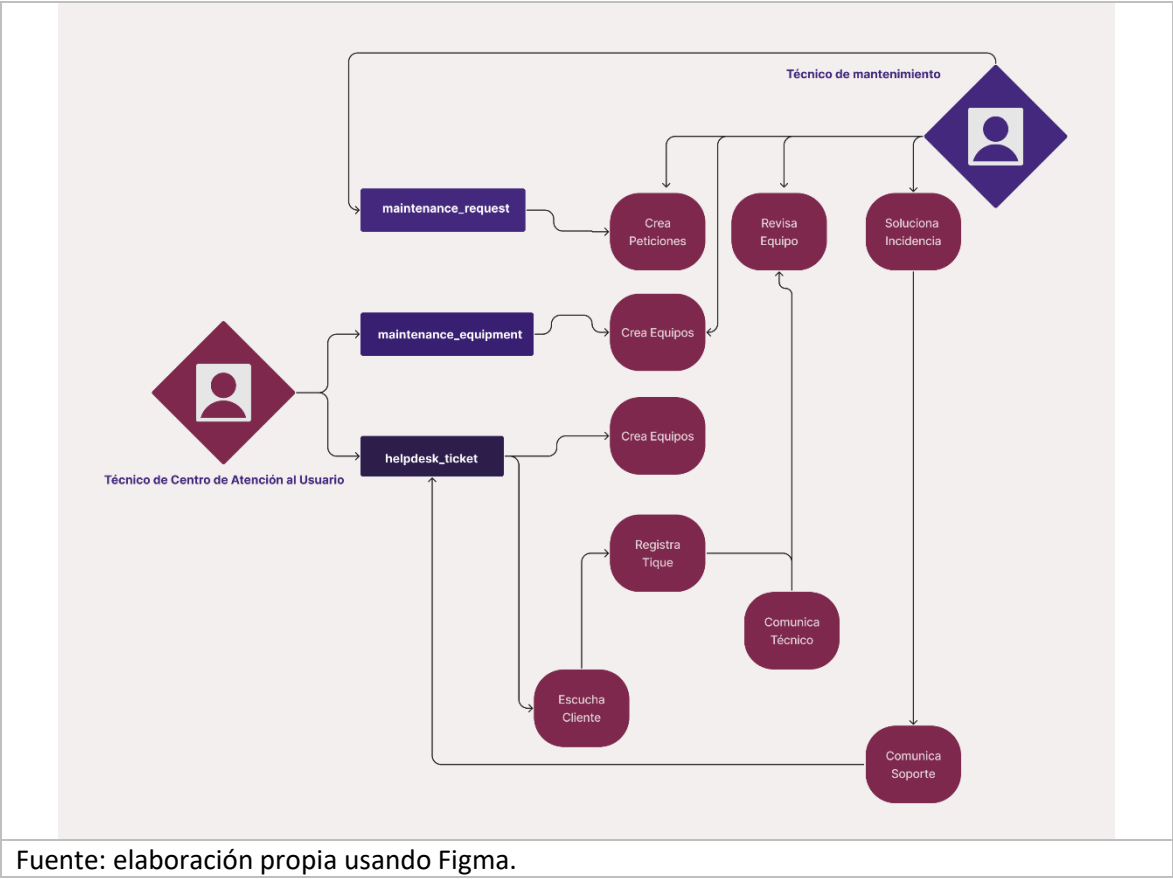 Técnico de mantenimiento
maintenance_request
Crea
Peticiones
Revisa
Equipo
Soluciona
Incidencia
maintenance_equipment
Crea Equipos
helpdesk_ticket
Crea Equipos
Técnico de Centro de Atención al Usuario
Registra
Tique
Comunica
Técnico
Escucha
Cliente
Comunica
Soporte
Fuente: elaboración propia usando Figma.